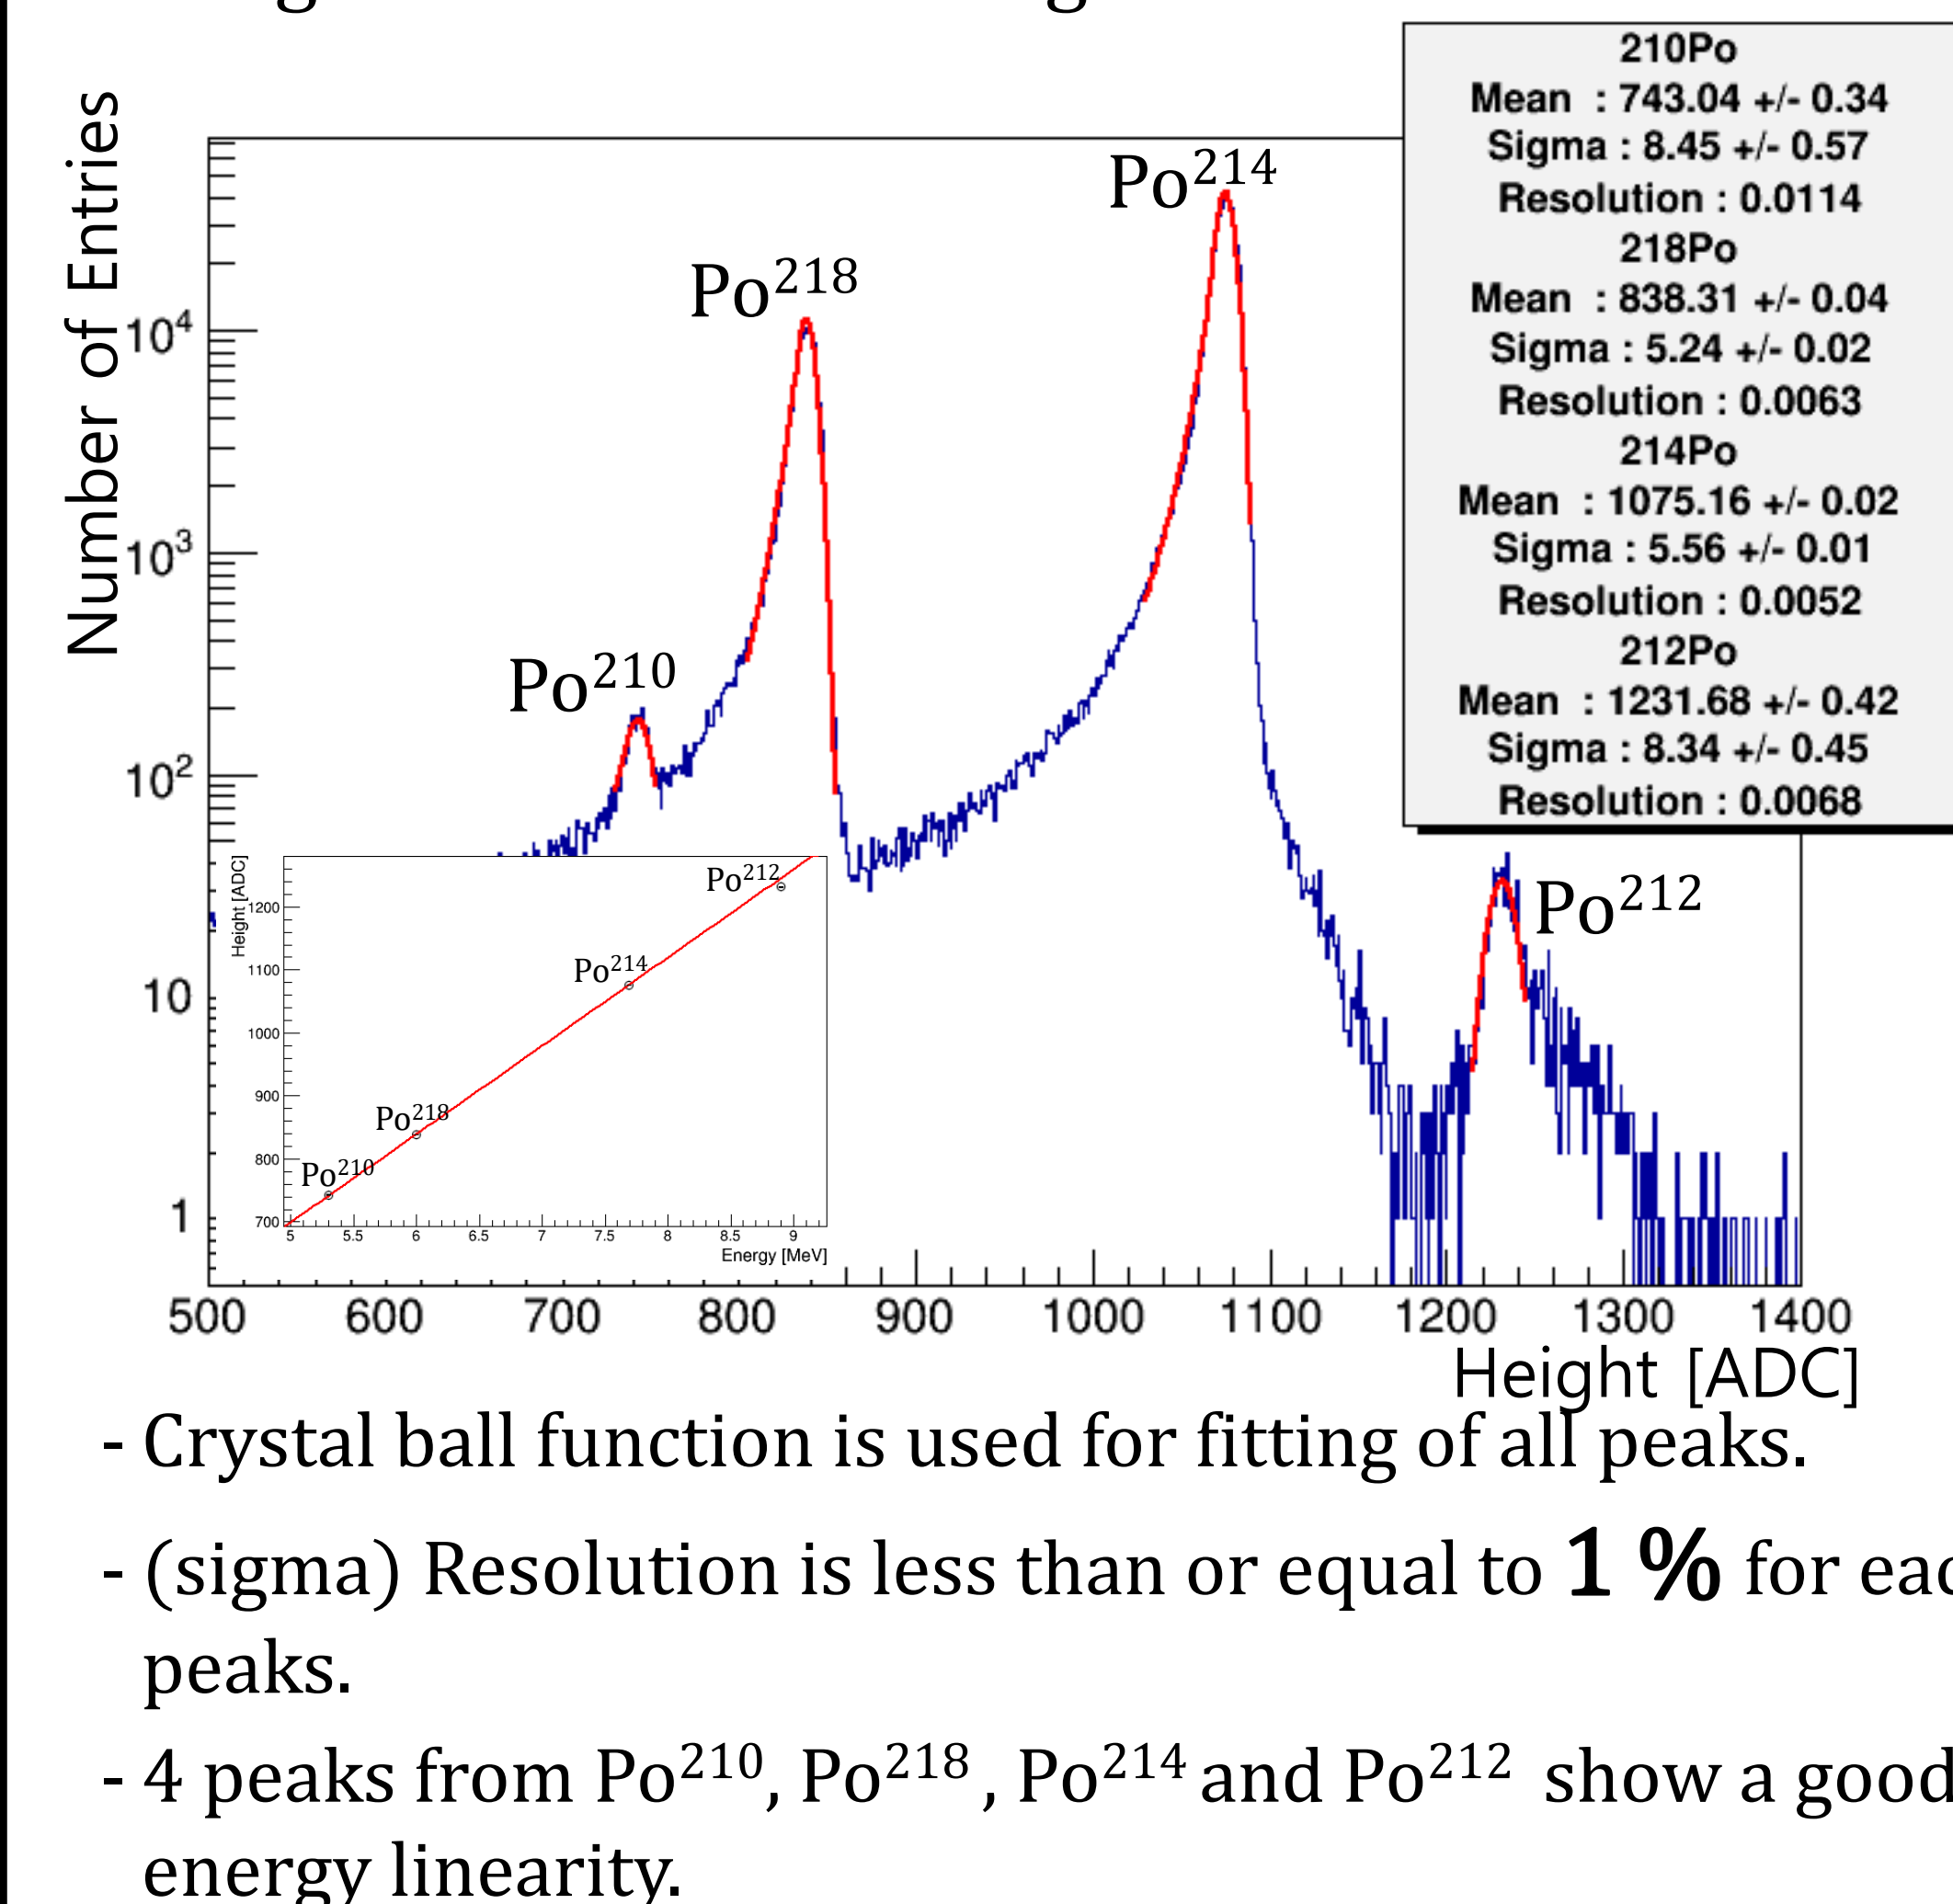 Number of Entries
210Po
Mean : 743.04 +/- 0.34
Sigma : 8.45 +/- 0.57
Resolution : 0.0114
218Po
Mean : 838.31 +/- 0.04
Sigma : 5.24 +/- 0.02
Resolution : 0.0063
214Po
Mean : 1075.16 +/- 0.02
Sigma : 5.56 +/- 0.01
Resolution : 0.0052
212Po
Mean : 1231.68 +/- 0.42
Sigma : 8.34 +/- 0.45
Resolution : 0.0068
Po²¹⁴
Po²¹⁸
Po²¹⁰
Po²¹²
10⁴
10³
10²
10
1
Height [ADC]
1200
1100
1000
900
800
700
Po²¹²
Po²¹⁴
Po²¹⁸
Po²¹⁰
5 5.5 6 6.5 7 7.5 8 8.5 9
Energy [MeV]
500 600 700 800 900 1000 1100 1200 1300 1400
Height [ADC]
- Crystal ball function is used for fitting of all peaks.
- (sigma) Resolution is less than or equal to 1 % for eac
peaks.
- 4 peaks from Po²¹⁰, Po²¹⁸, Po²¹⁴ and Po²¹² show a good
energy linearity.